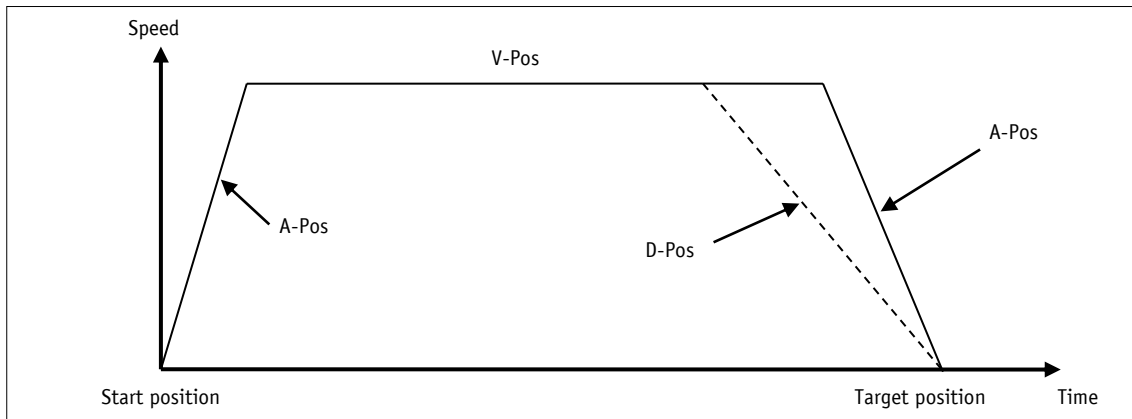 Speed
V-Pos
A-Pos
A-Pos
D-Pos
Start position
Target position
Time